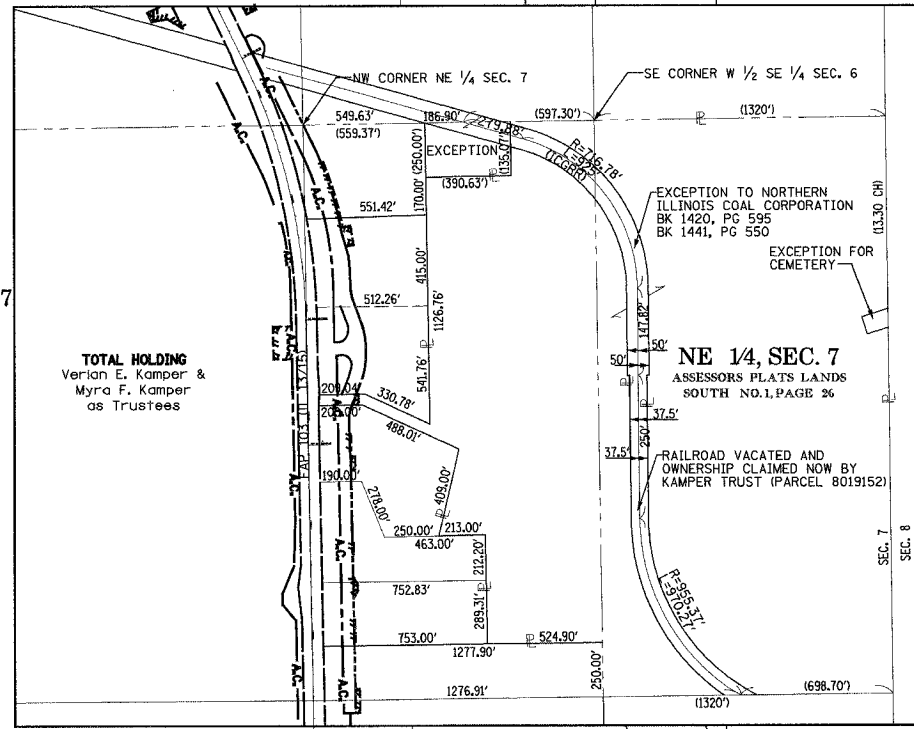 NW CORNER NE 1/4 SEC. 7
SE CORNER W 1/2 SE 1/4 SEC. 6
549.63'
(559.37')
186.90'
(597.30')
(1320')
A.C.
(250.00')
EXCEPTION
(135.07')
(390.63')
170.00'
551.42'
R=716.78'
(TCGRR)
EXCEPTION TO NORTHERN
ILLINOIS COAL CORPORATION
BK 1420, PG 595
BK 1441, PG 550
(13.30 CH)
EXCEPTION FOR
CEMETERY
415.00'
512.26'
1126.76'
541.76'
147.82'
7
TOTAL HOLDING
Verian E. Kamper &
Myra F. Kamper
as Trustees
50'
50'
NE 1/4, SEC. 7
ASSESSORS PLATS LANDS
SOUTH NO.1, PAGE 26
209.04'
330.78'
200.00'
488.01'
37.5'
250'
37.5'
RAILROAD VACATED AND
OWNERSHIP CLAIMED NOW BY
KAMPER TRUST (PARCEL 8019152)
190.00'
278.00'
409.00'
250.00'
213.00'
463.00'
212.20'
752.83'
289.31'
SEC. 7
SEC. 8
R=955.37'
L=970.27'
753.00'
524.90'
1277.90'
250.00'
1276.91'
(698.70')
(1320')
A.C.
A.C.
A.C.
A.C.
A.C.
A.C.
A.C.
A.C.